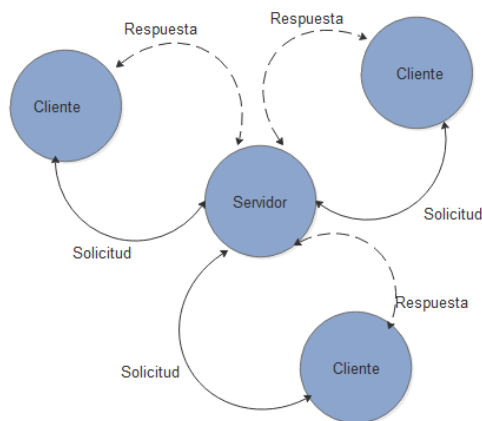 Respuesta
Respuesta
Cliente
Cliente
Servidor
Solicitud
Solicitud
Respuesta
Solicitud
Cliente